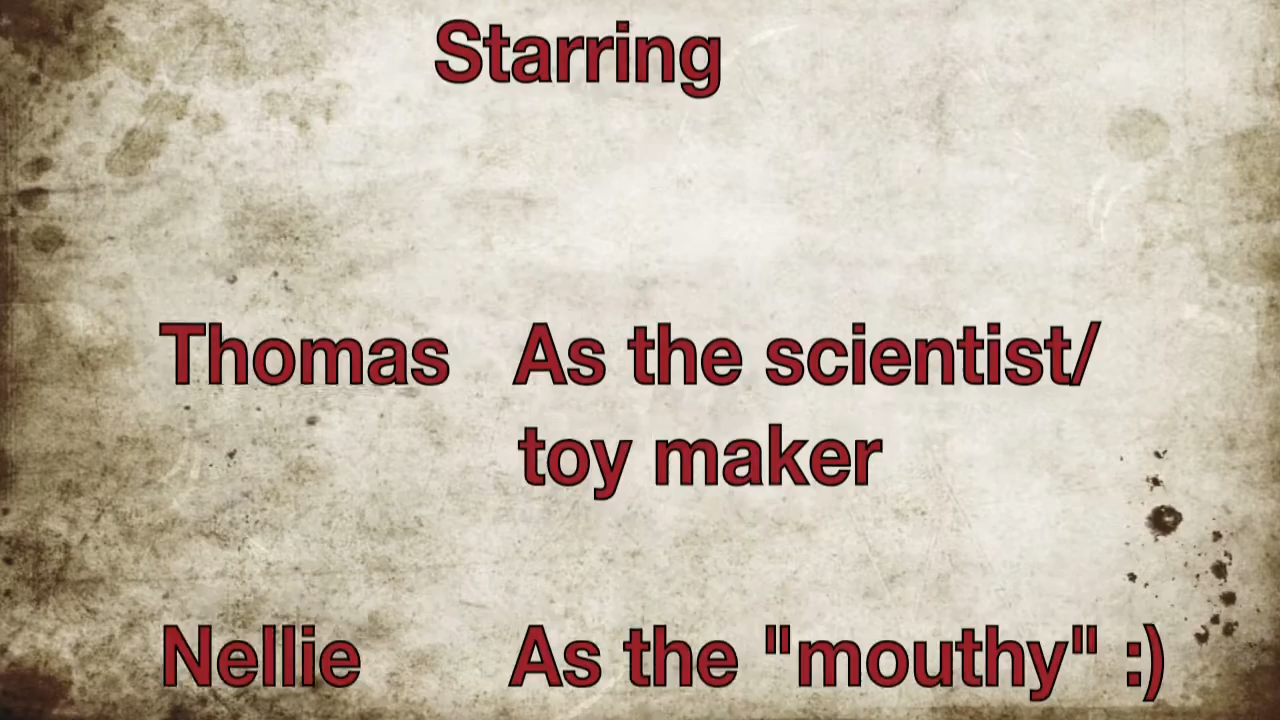 Starring
Thomas As the scientist/
toy maker
Nellie As the "mouthy" :)